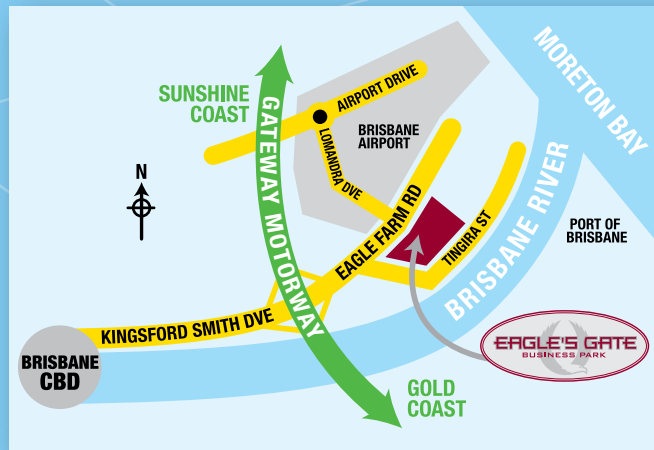 MORETON BAY
SUNSHINE
COAST
AIRPORT DRIVE
GATEWAY MOTORWAY
LOMANDRA DVE
BRISBANE
AIRPORT
N
EAGLE FARM RD
TINGIRA ST
BRISBANE RIVER
PORT OF
BRISBANE
KINGSFORD SMITH DVE
EAGLE'S GATE
BUSINESS PARK
BRISBANE
CBD
GOLD
COAST